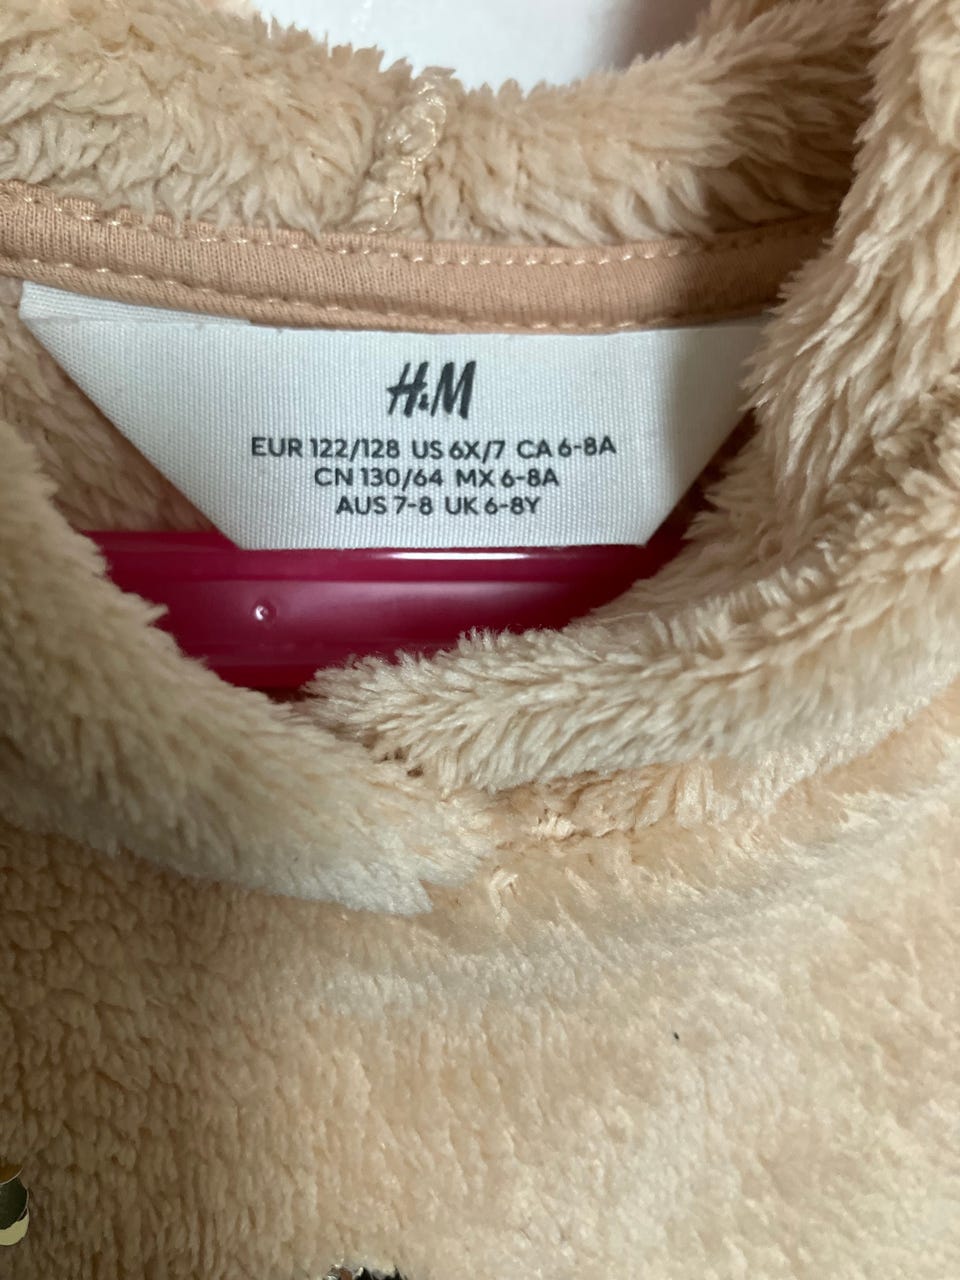 H&M
EUR 122/128 US 6X/7 CA 6-8A
CN 130/64 MX 6-8A
AUS 7-8 UK 6-8Y